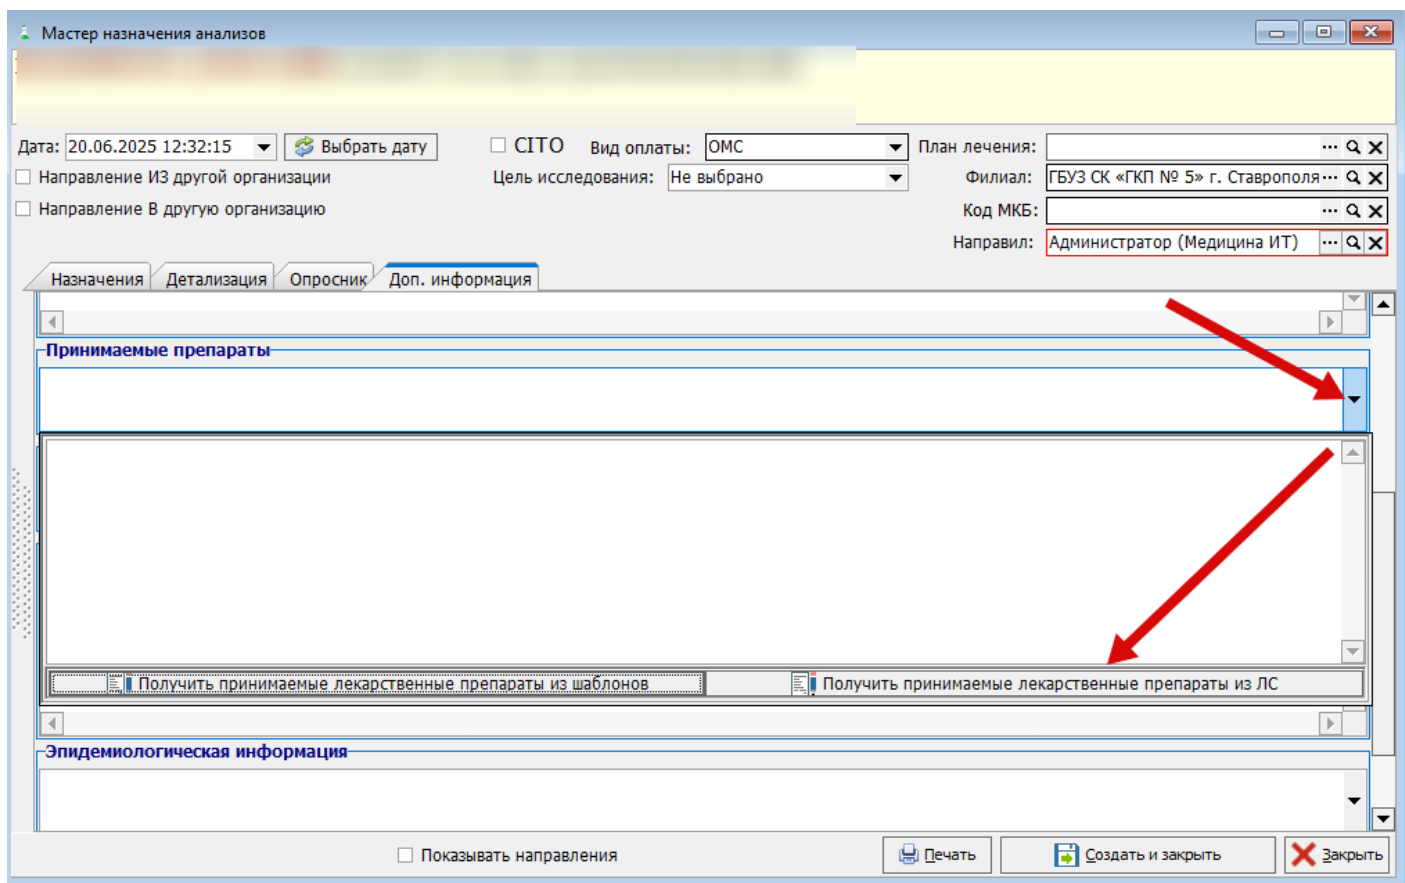 Мастер назначения анализов
Дата: 20.06.2025 12:32:15 Выбрать дату CITO Вид оплаты: ОМС План лечения:
Направление ИЗ другой организации Цель исследования: Не выбрано Филиал: ГБУЗ СК «ГКП № 5» г. Ставрополя
Направление В другую организацию Код МКБ:
Направил: Администратор (Медицина ИТ)
Назначения Детализация Опросник Доп. информация
Принимаемые препараты
Получить принимаемые лекарственные препараты из шаблонов Получить принимаемые лекарственные препараты из ЛС
Эпидемиологическая информация
Показывать направления Печать Создать и закрыть Закрыть